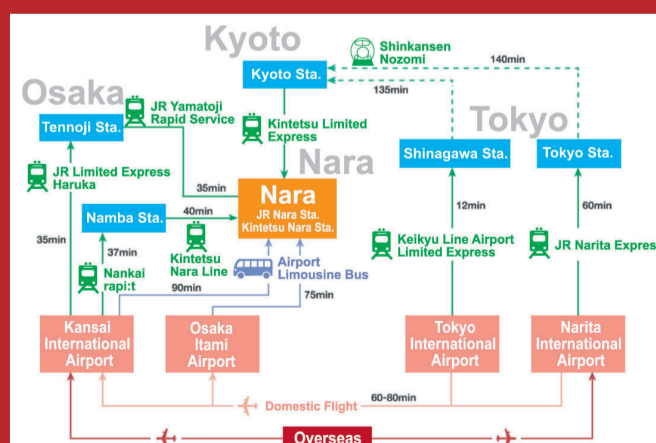 Kyoto
Shinkansen
Nozomi
140min
Kyoto Sta.
135min
Osaka
JR Yamatoji
Rapid Service
Tennoji Sta.
Kintetsu Limited
Express
Tokyo
Nara
Shinagawa Sta.
Tokyo Sta.
JR Limited Express
Haruka
35min
Nara
JR Nara Sta.
Kintetsu Nara Sta.
Namba Sta.
40min
12min
60min
35min
37min
Kintetsu
Nara Line
Nankai
rapi:t
Airport
Limousine Bus
Keikyu Line Airport
Limited Express
JR Narita Express
90min
75min
Kansai
International
Airport
Osaka
Itami
Airport
Tokyo
International
Airport
Narita
International
Airport
Domestic Flight
60-80min
Overseas